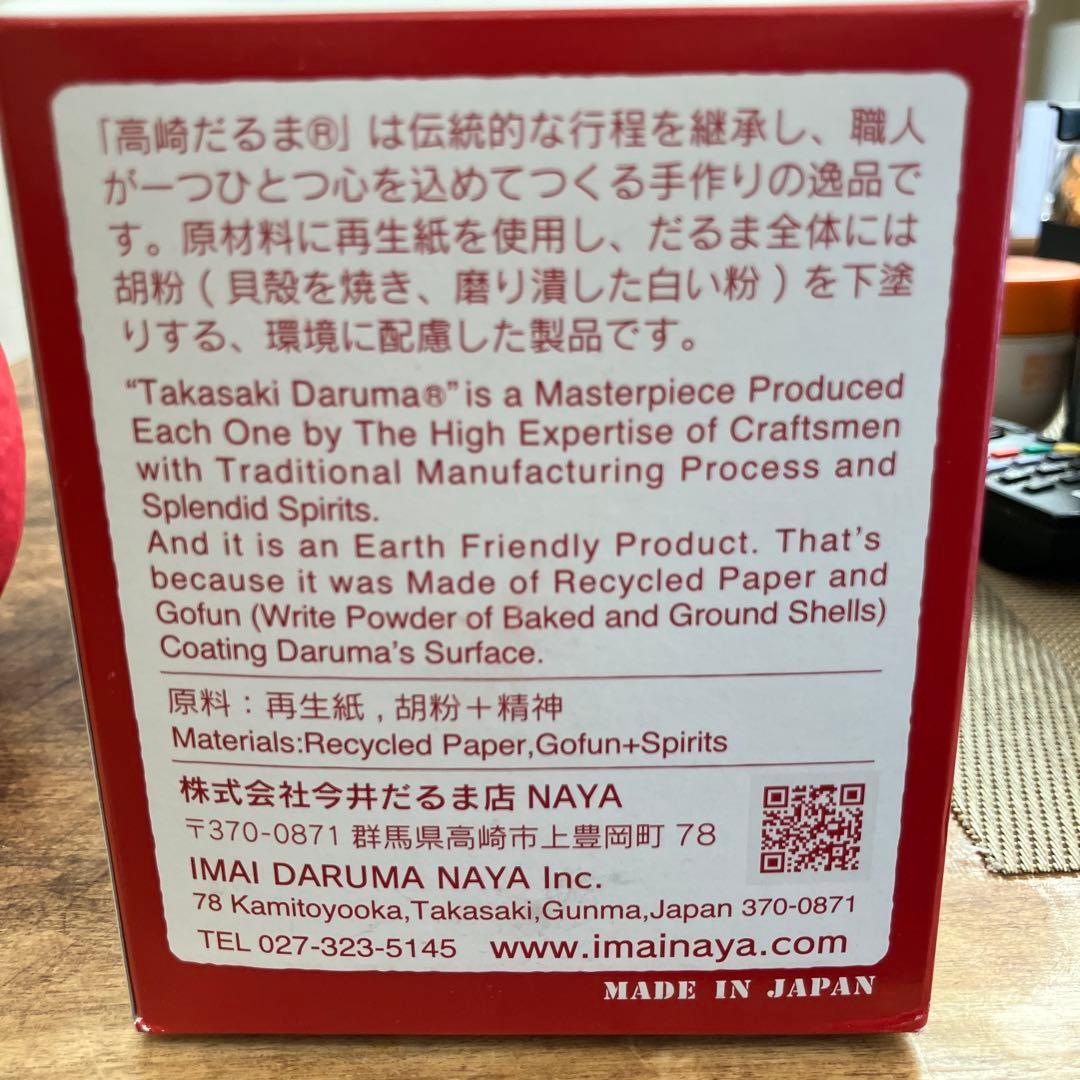 「高崎だるま®」は伝統的な行程を継承し、職人
が一つひとつ心を込めてつくる手作りの逸品で
す。原材料に再生紙を使用し、だるま全体には
胡粉(貝殻を焼き、磨り潰した白い粉)を下塗
りする、環境に配慮した製品です。
“Takasaki Daruma®” is a Masterpiece Produced
Each One by The High Expertise of Craftsmen
with Traditional Manufacturing Process and
Splendid Spirits.
And it is an Earth Friendly Product. That's
because it was Made of Recycled Paper and
Gofun (Write Powder of Baked and Ground Shells)
Coating Daruma's Surface.
原料：再生紙，胡粉＋精神
Materials:Recycled Paper,Gofun+Spirits
株式会社今井だるま店 NAYA
〒370-0871 群馬県高崎市上豊岡町 78
IMAI DARUMA NAYA Inc.
78 Kamitoyooka,Takasaki,Gunma,Japan 370-0871
TEL 027-323-5145 www.imainaya.com
MADE IN JAPAN